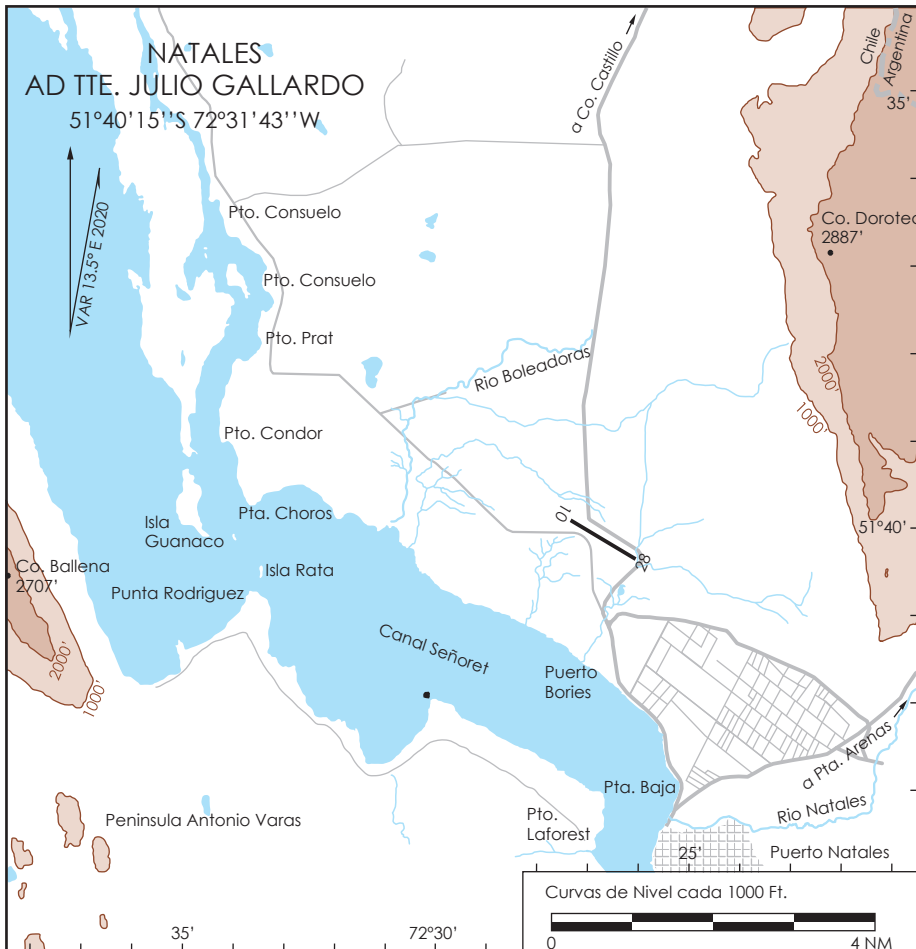 NATALES
AD TTE. JULIO GALLARDO
51°40'15''S 72°31'43''W
VAR 13.5° E 2020
a Co. Castillo
Chile
Argentina
35'
Pto. Consuelo
Co. Dorotea
2887'
Pto. Consuelo
Pto. Prat
Rio Boleadoras
2000'
1000'
Pto. Condor
Pta. Choros
10
Isla
Guanaco
51°40'
28
Co. Ballena
2707'
Isla Rata
Punta Rodriguez
Canal Señoret
2000'
1000'
Puerto
Bories
a Pta. Arenas
Pta. Baja
Rio Natales
Peninsula Antonio Varas
Pto.
Laforest
25'
Puerto Natales
Curvas de Nivel cada 1000 Ft.
0
4 NM
35'
72°30'